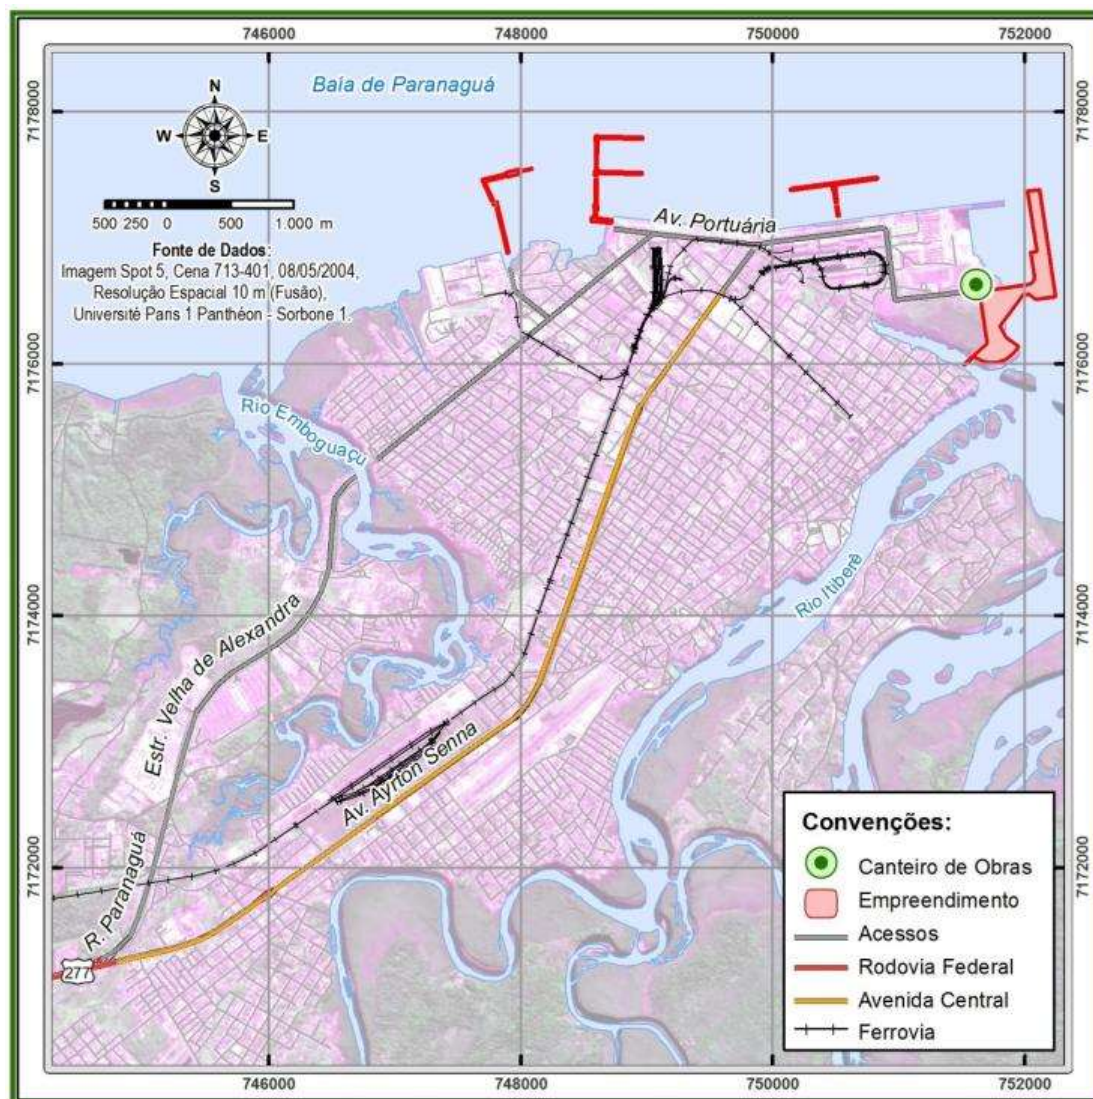 746000
748000
750000
752000
7178000
7178000
Baía de Paranaguá
N
W
E
S
500 250 0 500 1.000 m
Fonte de Dados:
Imagem Spot 5, Cena 713-401, 08/05/2004,
Resolução Espacial 10 m (Fusão),
Université Paris 1 Panthéon - Sorbone 1.
Av. Portuária
7176000
7176000
Rio Emboguaçu
Rio Itiberê
7174000
7174000
Estr. Velha de Alexandra
Av. Ayrton Senna
R. Paranaguá
277
7172000
7172000
Convenções:
Canteiro de Obras
Empreendimento
Acessos
Rodovia Federal
Avenida Central
Ferrovia
746000
748000
750000
752000